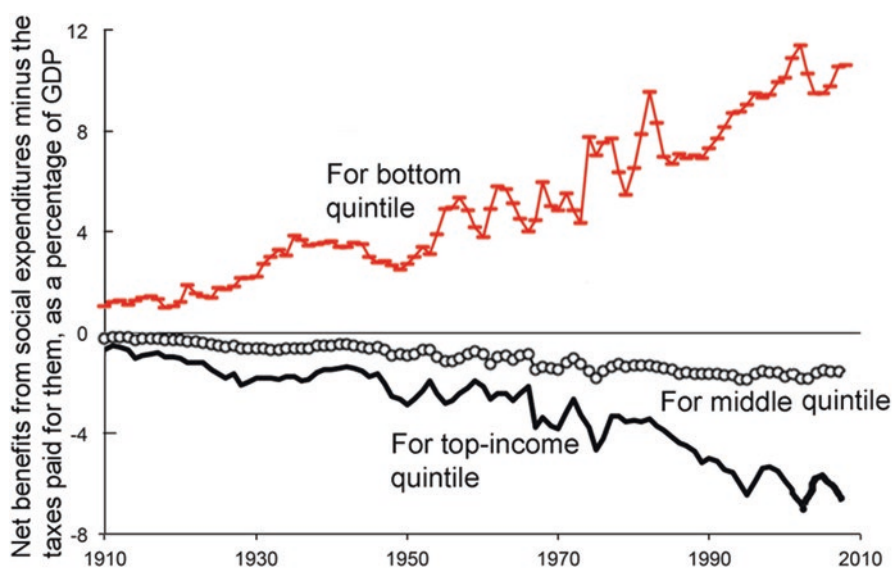 Net benefits from social expenditures minus the
taxes paid for them, as a percentage of GDP
12
8
4
0
-4
-8
For bottom
quintile
For middle quintile
For top-income
quintile
1910
1930
1950
1970
1990
2010